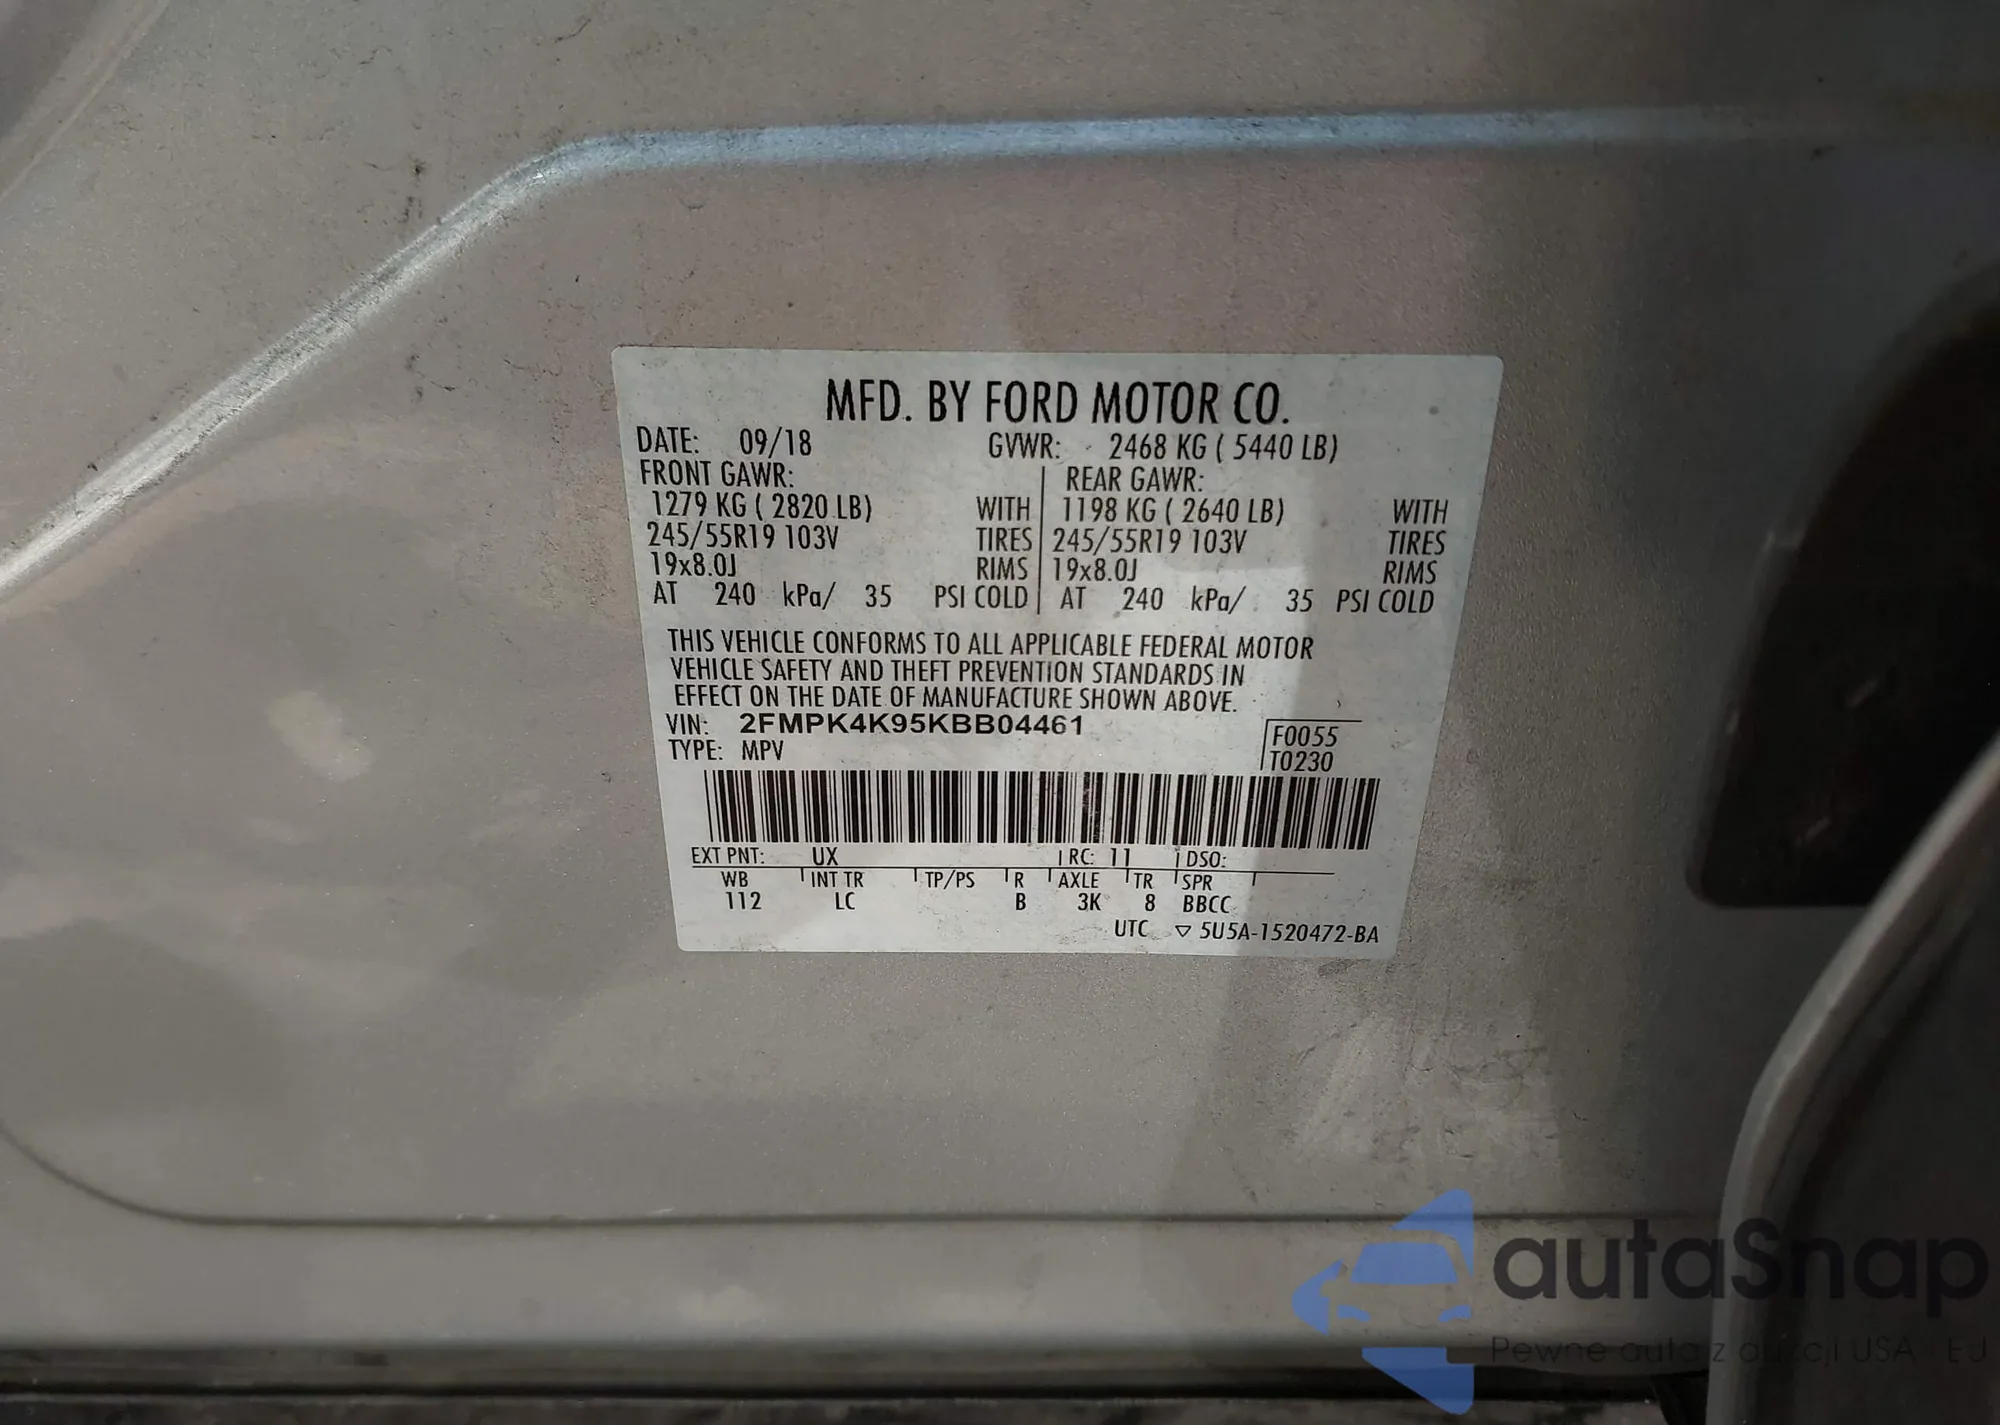 MFD. BY FORD MOTOR CO.
DATE: 09/18 GVWR: 2468 KG ( 5440 LB)
FRONT GAWR: REAR GAWR:
1279 KG ( 2820 LB) WITH 1198 KG ( 2640 LB) WITH
245/55R19 103V TIRES 245/55R19 103V TIRES
19x8.0J RIMS 19x8.0J RIMS
AT 240 kPa/ 35 PSI COLD AT 240 kPa/ 35 PSI COLD
THIS VEHICLE CONFORMS TO ALL APPLICABLE FEDERAL MOTOR
VEHICLE SAFETY AND THEFT PREVENTION STANDARDS IN
EFFECT ON THE DATE OF MANUFACTURE SHOWN ABOVE.
VIN: 2FMPK4K95KBB04461
TYPE: MPV
F0055
T0230
EXT PNT: UX RC: 11 DSO:
WB INT TR TP/PS R AXLE TR SPR
112 LC B 3K 8 BBCC
UTC ▽ 5U5A-1520472-BA
autaSnap
Pewne auta z aukcji USA - EU